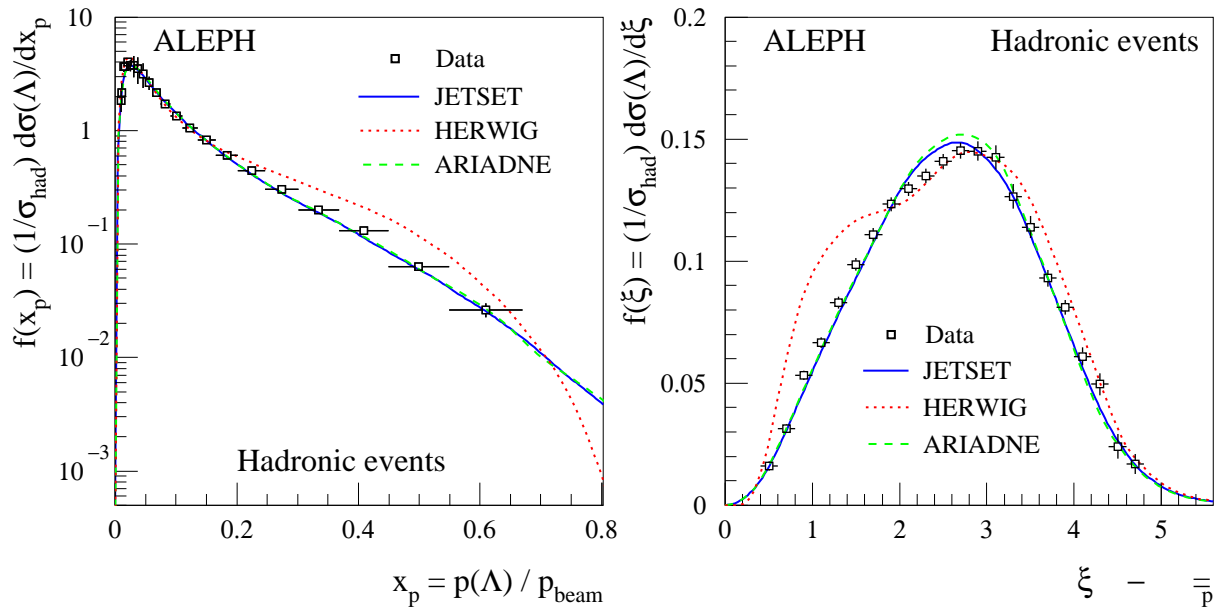 f(x_p) = (1/σ_had) dσ(Λ)/dx_p
10
1
10^−1
10^−2
10^−3
ALEPH
Data
JETSET
HERWIG
ARIADNE
Hadronic events
0 0.2 0.4 0.6 0.8
x_p = p(Λ) / p_beam
f(ξ) = (1/σ_had) dσ(Λ)/dξ
0.2
0.15
0.1
0.05
0
ALEPH Hadronic events
Data
JETSET
HERWIG
ARIADNE
0 1 2 3 4 5
ξ − = p